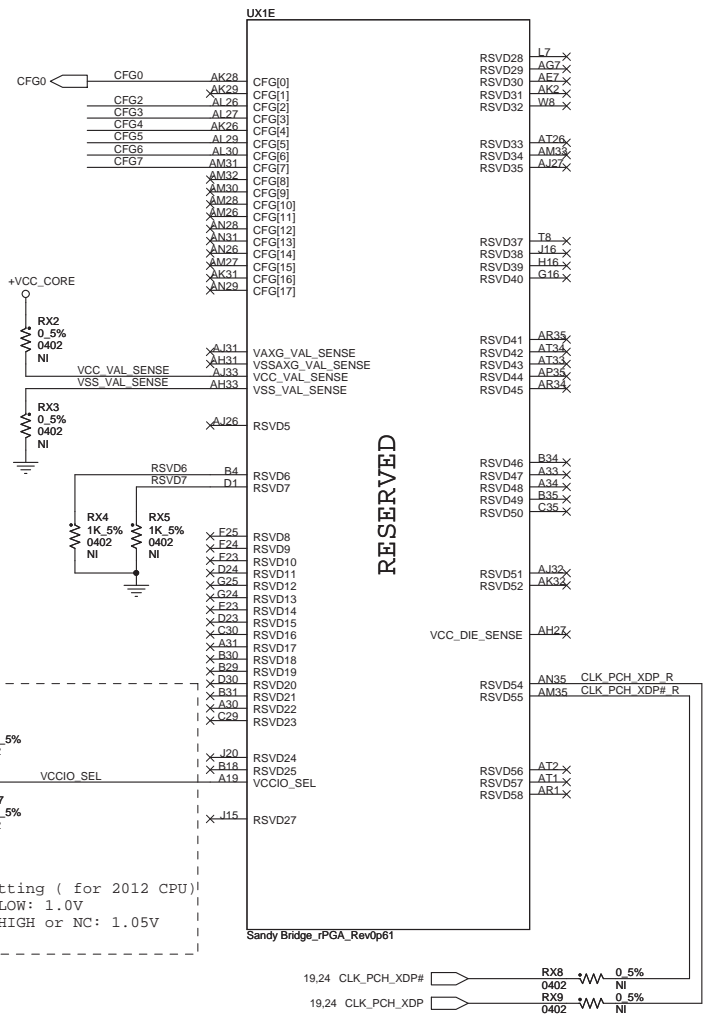 UX1E
CFG0 CFG0 AK28 CFG[0]
AK29 CFG[1]
CFG2 AL26 CFG[2]
CFG3 AL27 CFG[3]
CFG4 AK26 CFG[4]
CFG5 AL29 CFG[5]
CFG6 AL30 CFG[6]
CFG7 AM31 CFG[7]
AM32 CFG[8]
AM30 CFG[9]
AM28 CFG[10]
AM26 CFG[11]
AN28 CFG[12]
AN31 CFG[13]
AN26 CFG[14]
AM27 CFG[15]
AK31 CFG[16]
AN29 CFG[17]
+VCC_CORE
RX2
0_5%
0402
NI
AJ31 VAXG_VAL_SENSE
AH31 VSSAXG_VAL_SENSE
VCC_VAL_SENSE AJ33 VCC_VAL_SENSE
VSS_VAL_SENSE AH33 VSS_VAL_SENSE
RX3
0_5%
0402
NI
AJ26 RSVD5
RSVD6 B4 RSVD6
RSVD7 D1 RSVD7
RX4
1K_5%
0402
NI
RX5
1K_5%
0402
NI
F25 RSVD8
F24 RSVD9
F23 RSVD10
D24 RSVD11
G25 RSVD12
G24 RSVD13
E23 RSVD14
D23 RSVD15
C30 RSVD16
A31 RSVD17
B30 RSVD18
B29 RSVD19
D30 RSVD20
B31 RSVD21
A30 RSVD22
C29 RSVD23
J20 RSVD24
B18 RSVD25
VCCIO_SEL A19 VCCIO_SEL
J15 RSVD27
_5%
7
_5%
tting ( for 2012 CPU)
LOW: 1.0V
HIGH or NC: 1.05V
RESERVED
RSVD28 L7
RSVD29 AG7
RSVD30 AE7
RSVD31 AK2
RSVD32 W8
RSVD33 AT26
RSVD34 AM33
RSVD35 AJ27
RSVD37 T8
RSVD38 J16
RSVD39 H16
RSVD40 G16
RSVD41 AR35
RSVD42 AT34
RSVD43 AT33
RSVD44 AP35
RSVD45 AR34
RSVD46 B34
RSVD47 A33
RSVD48 A34
RSVD49 B35
RSVD50 C35
RSVD51 AJ32
RSVD52 AK32
VCC_DIE_SENSE AH27
RSVD54 AN35 CLK_PCH_XDP_R
RSVD55 AM35 CLK_PCH_XDP#_R
RSVD56 AT2
RSVD57 AT1
RSVD58 AR1
Sandy Bridge_rPGA_Rev0p61
19,24 CLK_PCH_XDP# RX8 0_5%
0402 NI
19,24 CLK_PCH_XDP RX9 0_5%
0402 NI